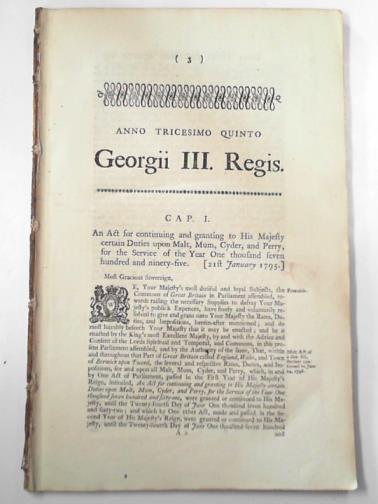 ( 3 )
ANNO TRICESIMO QUINTO
Georgii III. Regis.
CAP. I.
An Act for continuing and granting to His Majesty
certain Duties upon Malt, Mum, Cyder, and Perry,
for the Service of the Year One thousand seven
hundred and ninety-five. [21st January 1795.]
Most Gracious Sovereign,
WE, Your Majesty's most dutiful and loyal Subjects, the
Commons of Great Britain in Parliament assembled, to-
wards raising the necessary Supplies to defray Your Ma-
jesty's publick Expences, have freely and voluntarily re-
solved to give and grant unto Your Majesty the Rates, Du-
ties, and Impositions, herein-after mentioned; and do
most humbly beseech Your Majesty that it may be enacted; and be it
enacted by the King's most Excellent Majesty, by and with the Advice and
Consent of the Lords Spiritual and Temporal, and Commons, in this pre-
sent Parliament assembled, and by the Authority of the same, That, within
and throughout that Part of Great Britain called England, Wales, and Town
of Berwick upon Tweed, the several and respective Rates, Duties, and Im-
positions, for and upon all Malt, Mum, Cyder, and Perry, which, in and
by One Act of Parliament, passed in the First Year of His Majesty's
Reign, intituled, An Act for continuing and granting to His Majesty certain
Duties upon Malt, Mum, Cyder, and Perry, for the Service of the Year One
thousand seven hundred and sixty-one, were granted or continued to His Ma-
jesty, until the Twenty-fourth Day of June One thousand seven hundred
and sixty-two; and which by One other Act, made and passed in the Se-
cond Year of His Majesty's Reign, were granted or continued to His Ma-
jesty, until the Twenty-fourth Day of June One thousand seven hundred
A 2 and
Preamble.